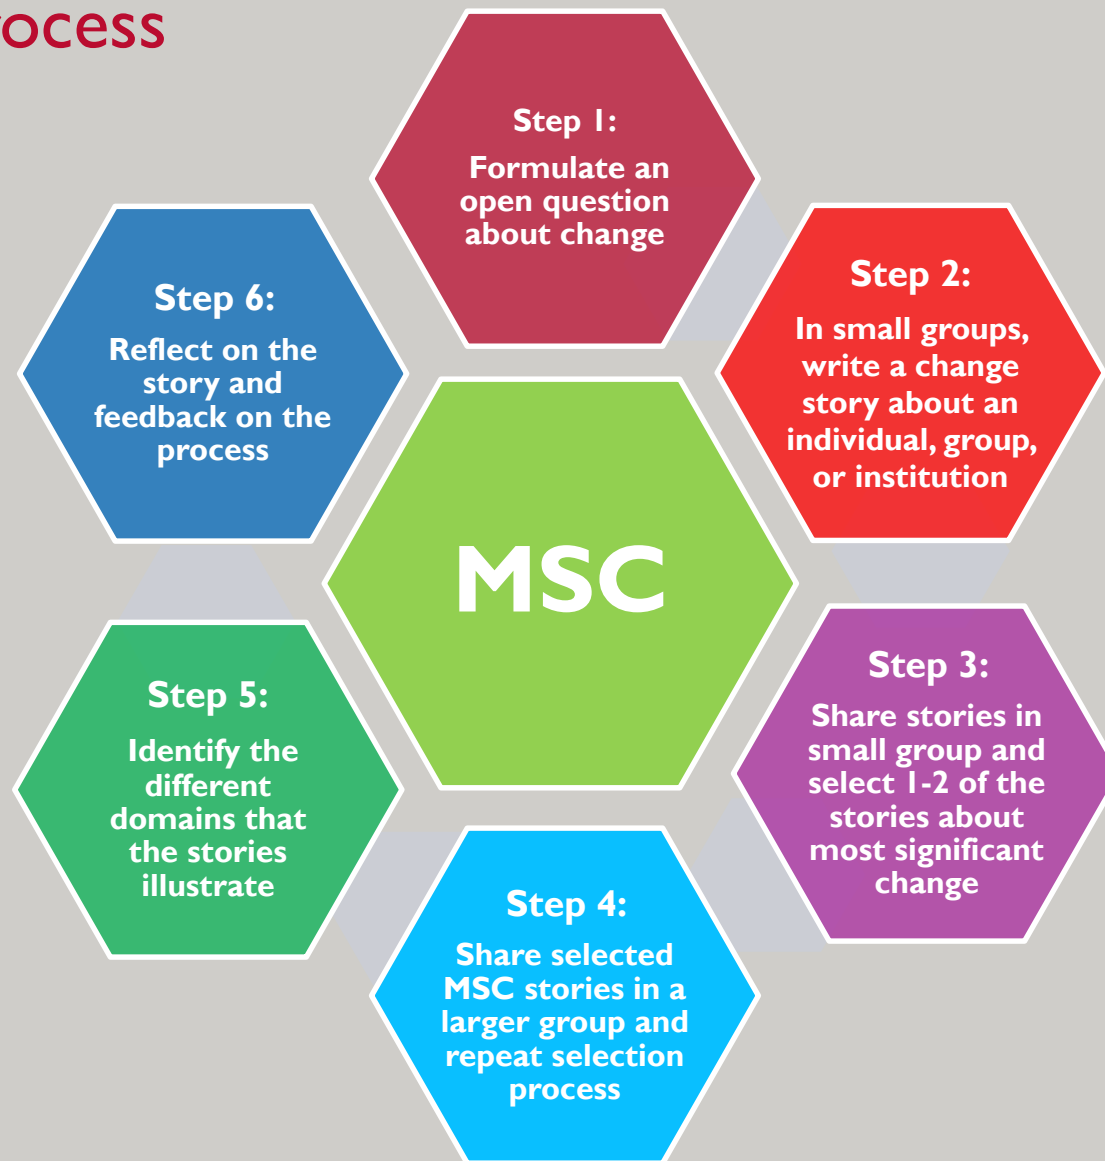 rocess
Step 1:
Formulate an
open question
about change
Step 2:
In small groups,
write a change
story about an
individual, group,
or institution
Step 3:
Share stories in
small group and
select 1-2 of the
stories about
most significant
change
Step 4:
Share selected
MSC stories in a
larger group and
repeat selection
process
Step 5:
Identify the
different
domains that
the stories
illustrate
Step 6:
Reflect on the
story and
feedback on the
process
MSC